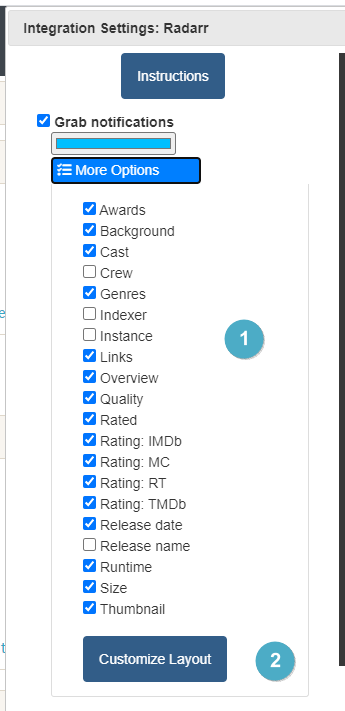 Integration Settings: Radarr
Instructions
Grab notifications
More Options
Awards
Background
Cast
Crew
Genres
Indexer
Instance
1
Links
Overview
Quality
Rated
Rating: IMDb
Rating: MC
Rating: RT
Rating: TMDb
Release date
Release name
Runtime
Size
Thumbnail
Customize Layout
2